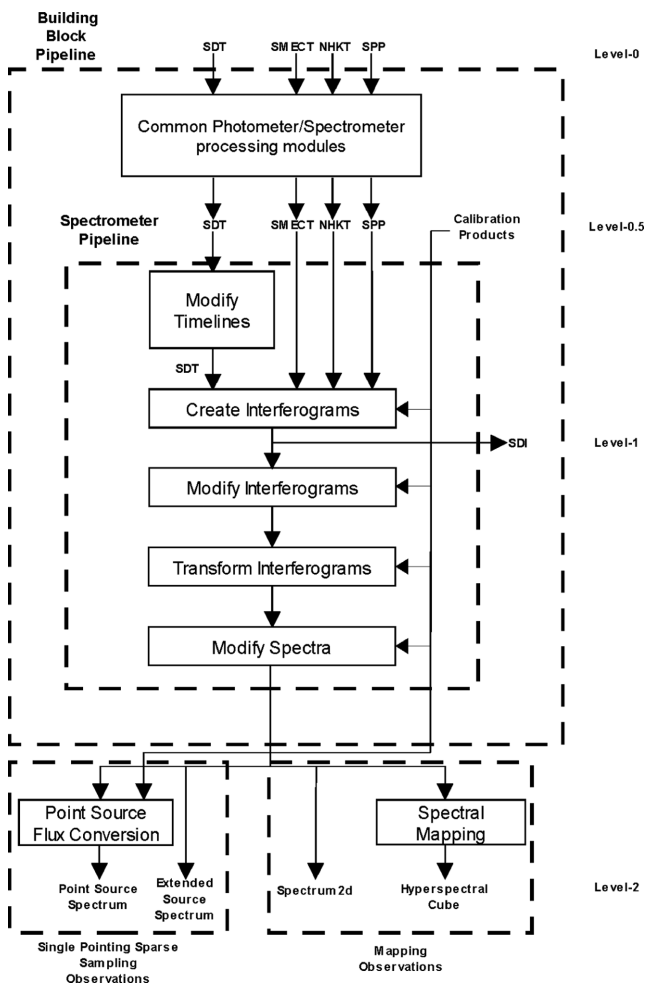 Building
Block
Pipeline
SDT SMECT NHKT SPP
Level-0
Common Photometer/Spectrometer
processing modules
Spectrometer
Pipeline
SDT SMECT NHKT SPP
Calibration
Products
Level-0.5
Modify
Timelines
SDT
Create Interferograms
SDI
Level-1
Modify Interferograms
Transform Interferograms
Modify Spectra
Point Source
Flux Conversion
Spectral
Mapping
Point Source
Spectrum
Extended
Source
Spectrum
Spectrum2d
Hyperspectral
Cube
Level-2
Single Pointing Sparse
Sampling
Observations
Mapping
Observations